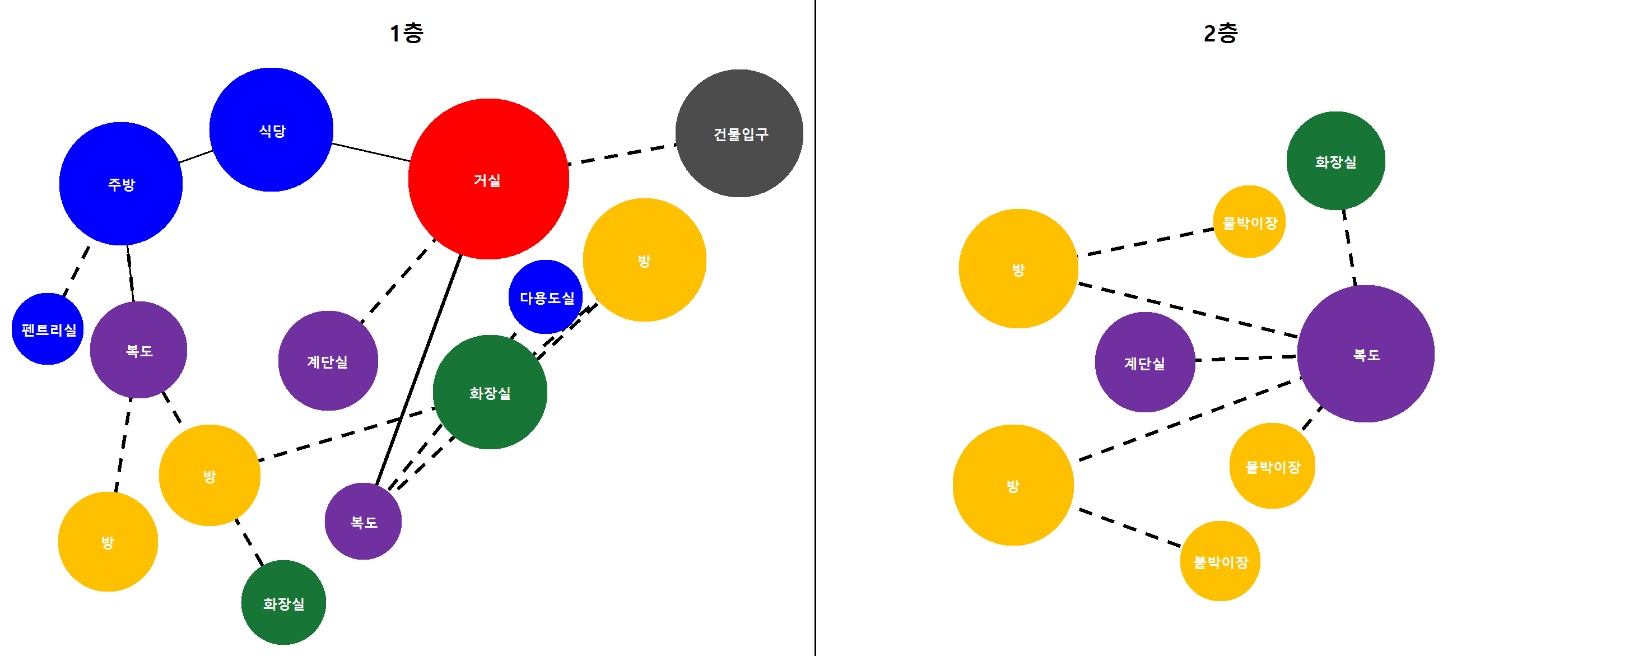 1층
식당
건물입구
주방
거실
방
다용도실
펜트리실
복도
계단실
화장실
방
복도
방
화장실
2층
화장실
붙박이장
방
복도
계단실
붙박이장
방
붙박이장